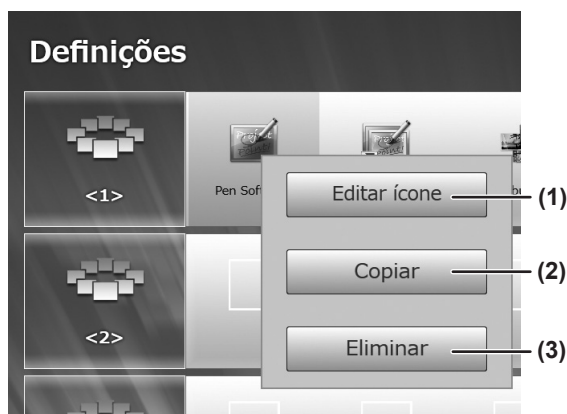 Definições
<1>
Pen Sof
Editar ícone
(1)
Copiar
(2)
<2>
Eliminar
(3)